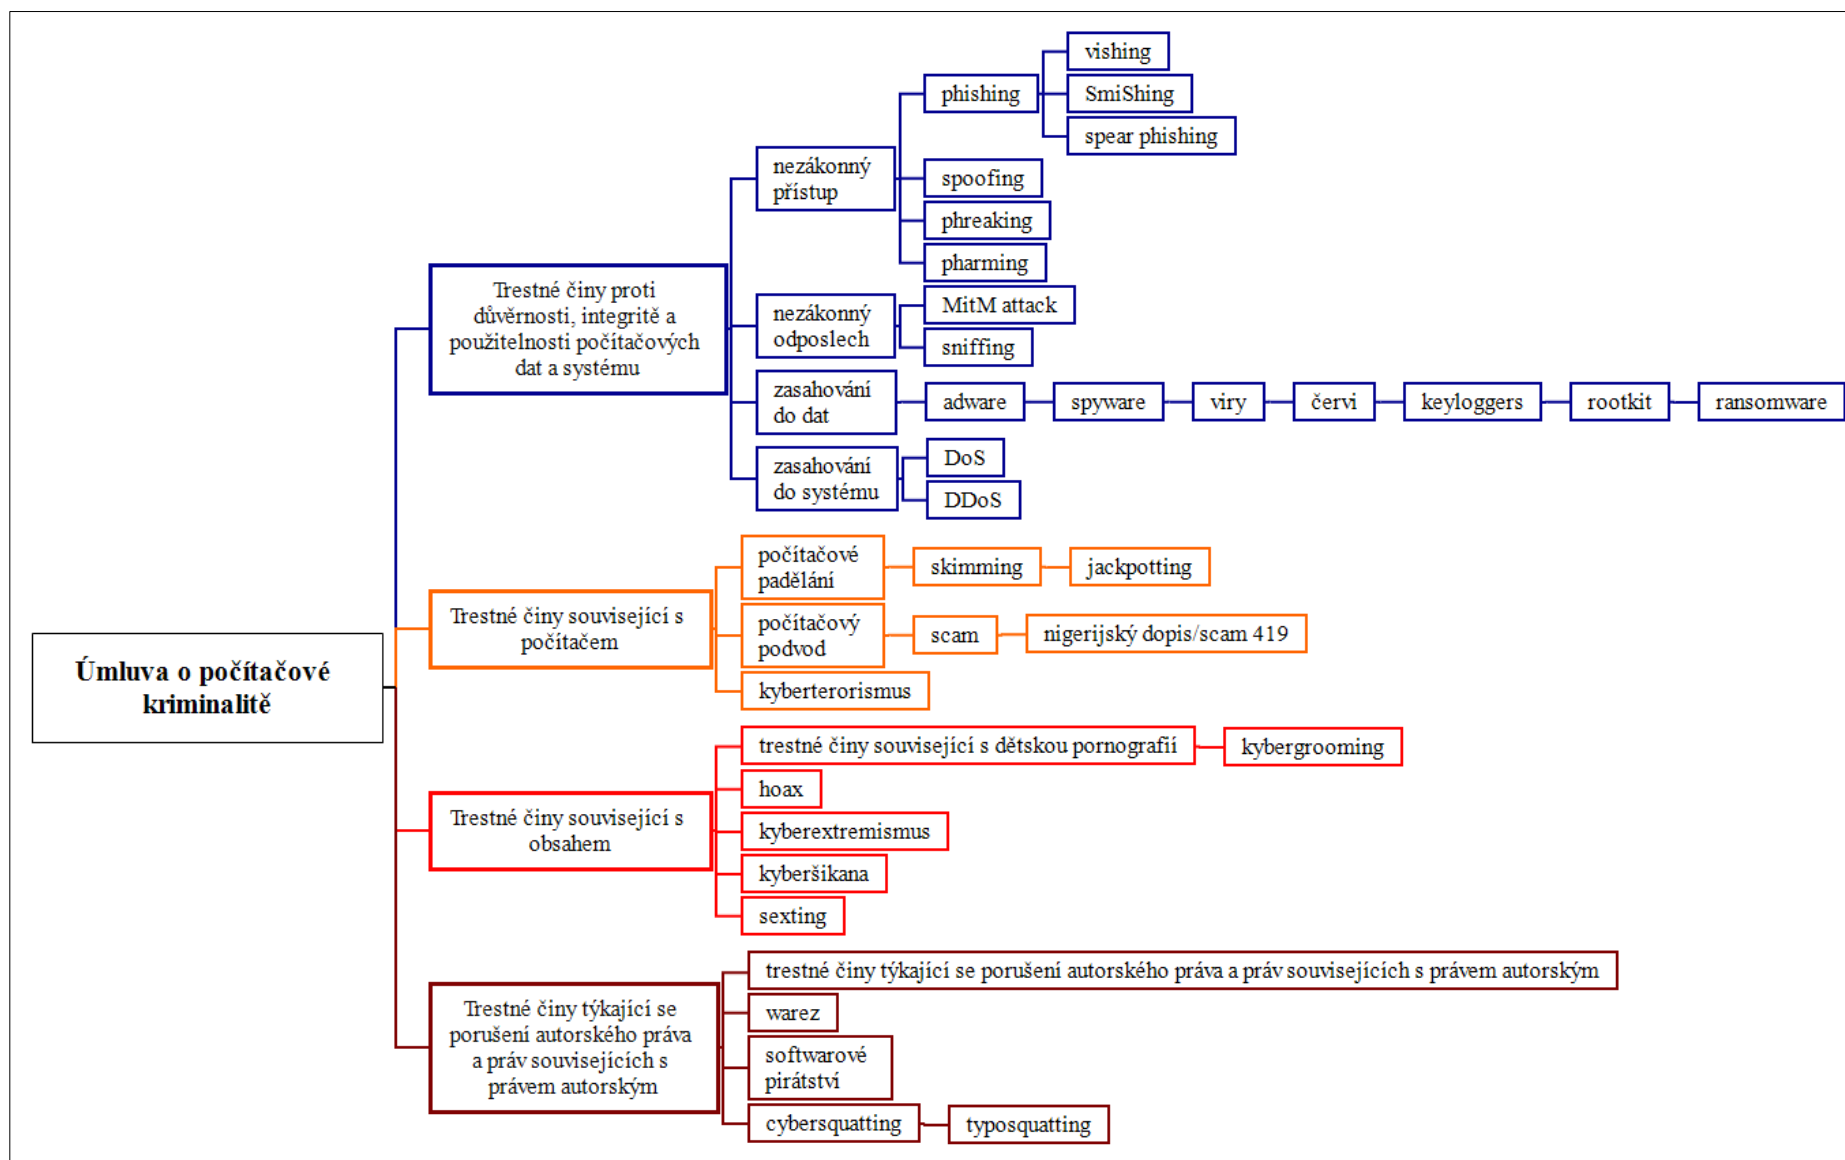 Úmluva o počítačové
kriminalitě
Trestné činy proti
důvěrnosti, integritě a
použitelnosti počítačových
dat a systému
nezákonný
přístup
phishing
vishing
SmiShing
spear phishing
spoofing
phreaking
pharming
nezákonný
odposlech
MitM attack
sniffing
zasahování
do dat
adware
spyware
viry
červi
keyloggers
rootkit
ransomware
zasahování
do systému
DoS
DDoS
Trestné činy související s
počítačem
počítačové
padělání
skimming
jackpotting
počítačový
podvod
scam
nigerijský dopis/scam 419
kyberterorismus
Trestné činy související s
obsahem
trestné činy související s dětskou pornografií
kybergrooming
hoax
kyberextremismus
kyberšikana
sexting
Trestné činy týkající se
porušení autorského práva
a práv souvisejících s
právem autorským
trestné činy týkající se porušení autorského práva a práv souvisejících s právem autorským
warez
softwarové
pirátství
cybersquatting
typosquatting